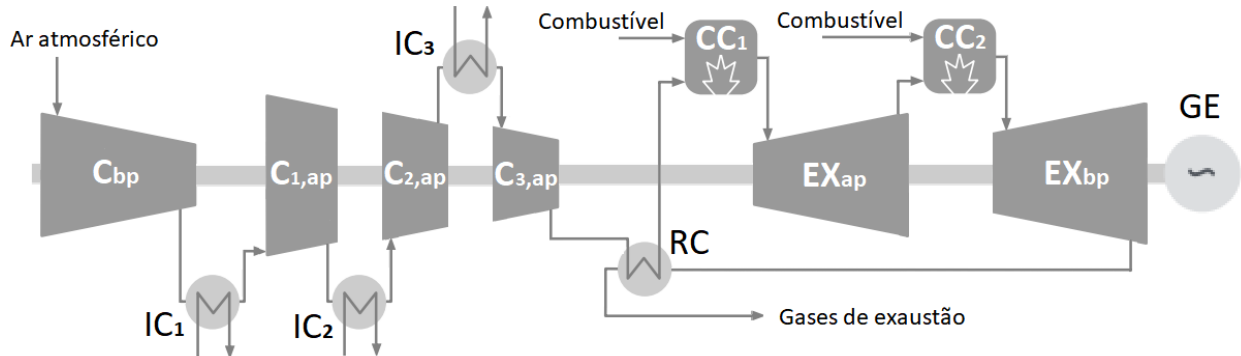 Combustível
Combustível
CC1
CC2
Ar atmosférico
IC3
GE
Cbp
C1,ap
C2,ap
C3,ap
EXap
EXbp
∽
RC
IC1
IC2
Gases de exaustão